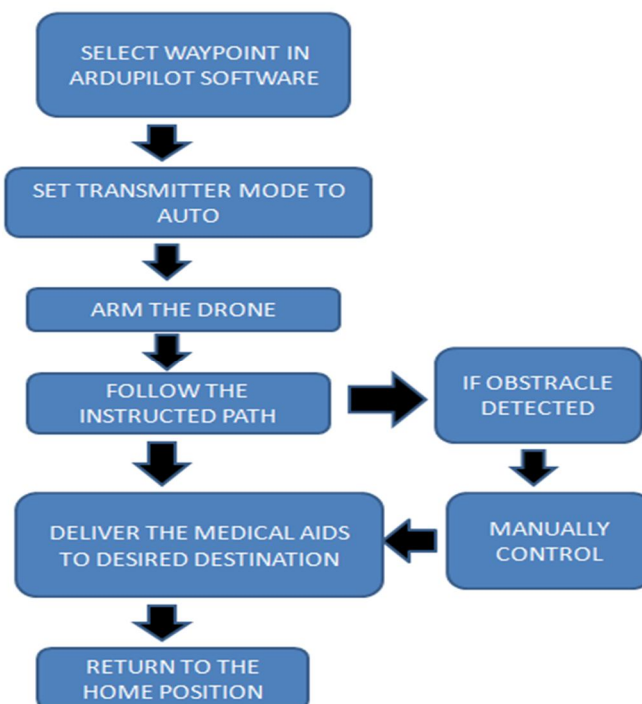 SELECT WAYPOINT IN
ARDUPILOT SOFTWARE
SET TRANSMITTER MODE TO
AUTO
ARM THE DRONE
FOLLOW THE
INSTRUCTED PATH
IF OBSTRACLE
DETECTED
MANUALLY
CONTROL
DELIVER THE MEDICAL AIDS
TO DESIRED DESTINATION
RETURN TO THE
HOME POSITION